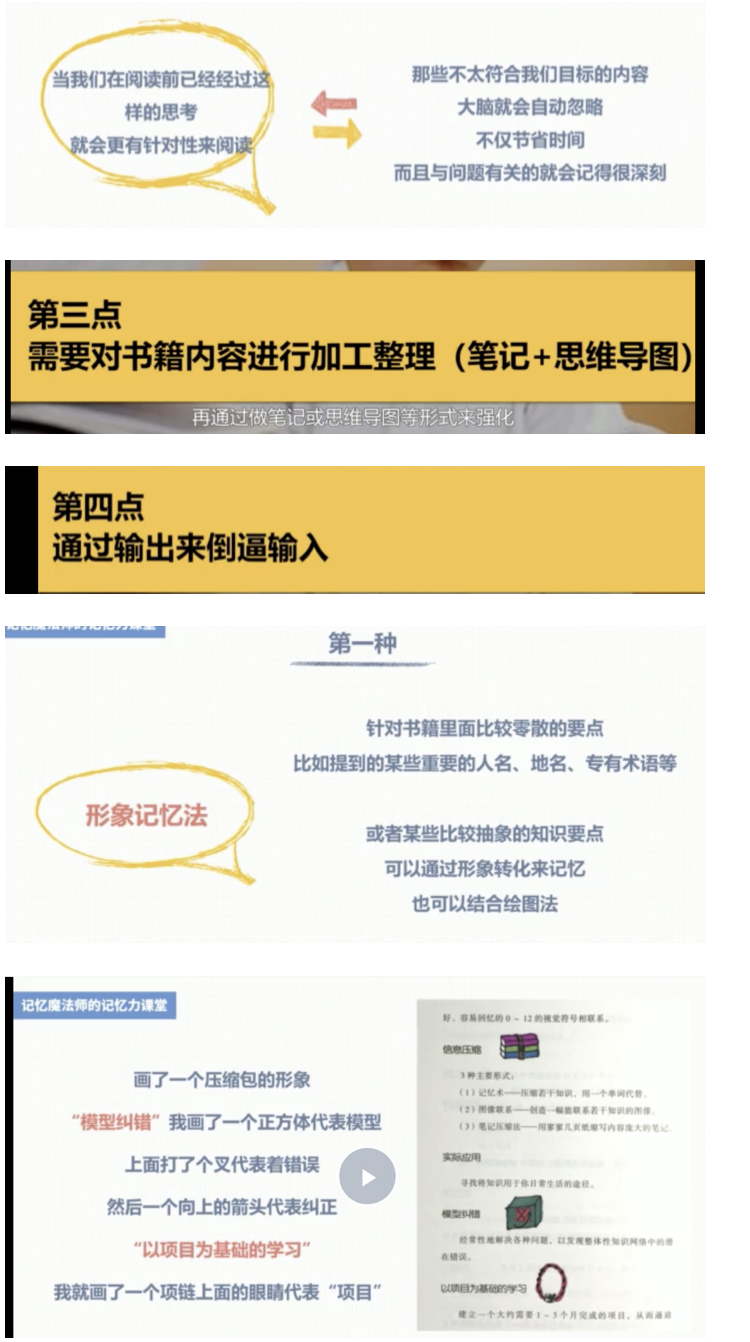 当我们在阅读前已经经过这
样的思考
就会更有针对性来阅读
那些不太符合我们目标的内容
大脑就会自动忽略
不仅节省时间
而且与问题有关的就会记得很深刻
第三点
需要对书籍内容进行加工整理（笔记+思维导图）
再通过做笔记或思维导图等形式来强化
第四点
通过输出来倒逼输入
记忆魔法师的记忆力课堂
第一种
形象记忆法
针对书籍里面比较零散的要点
比如提到的某些重要的人名、地名、专有术语等
或者某些比较抽象的知识要点
可以通过形象转化来记忆
也可以结合绘图法
记忆魔法师的记忆力课堂
画了一个压缩包的形象
“模型纠错”我画了一个正方体代表模型
上面打了个叉代表着错误
然后一个向上的箭头代表纠正
“以项目为基础的学习”
我就画了一个项链上面的眼睛代表“项目”
好、容易回忆的 0 ~ 12 的视觉符号相联系。
信息压缩
3 种主要形式：
（1）记忆术——压缩若干知识，用一个单词代替。
（2）图像联系——创造一幅能联系若干知识的图像。
（3）笔记压缩法——用寥寥几页纸缩写内容庞大的笔记
实际应用
寻找将知识用于你日常生活的途径。
模型纠错
经常性地解决各种问题，以发现整体性知识网络中的潜
在错误。
以项目为基础的学习
建立一个大约需要 1 ~ 3 个月完成的项目，从而逼迫